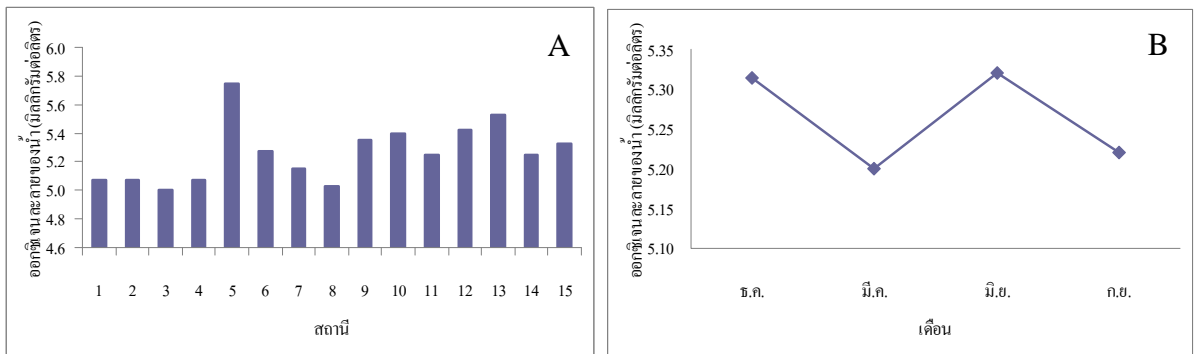 A
ออกซิเจนละลายของน้ำ (มิลลิกรัมต่อลิตร)
6.0
5.8
5.6
5.4
5.2
5.0
4.8
4.6
1 2 3 4 5 6 7 8 9 10 11 12 13 14 15
สถานี
B
ออกซิเจนละลายของน้ำ (มิลลิกรัมต่อลิตร)
5.35
5.30
5.25
5.20
5.15
5.10
ธ.ค. มี.ค. มิ.ย. ก.ย.
เดือน